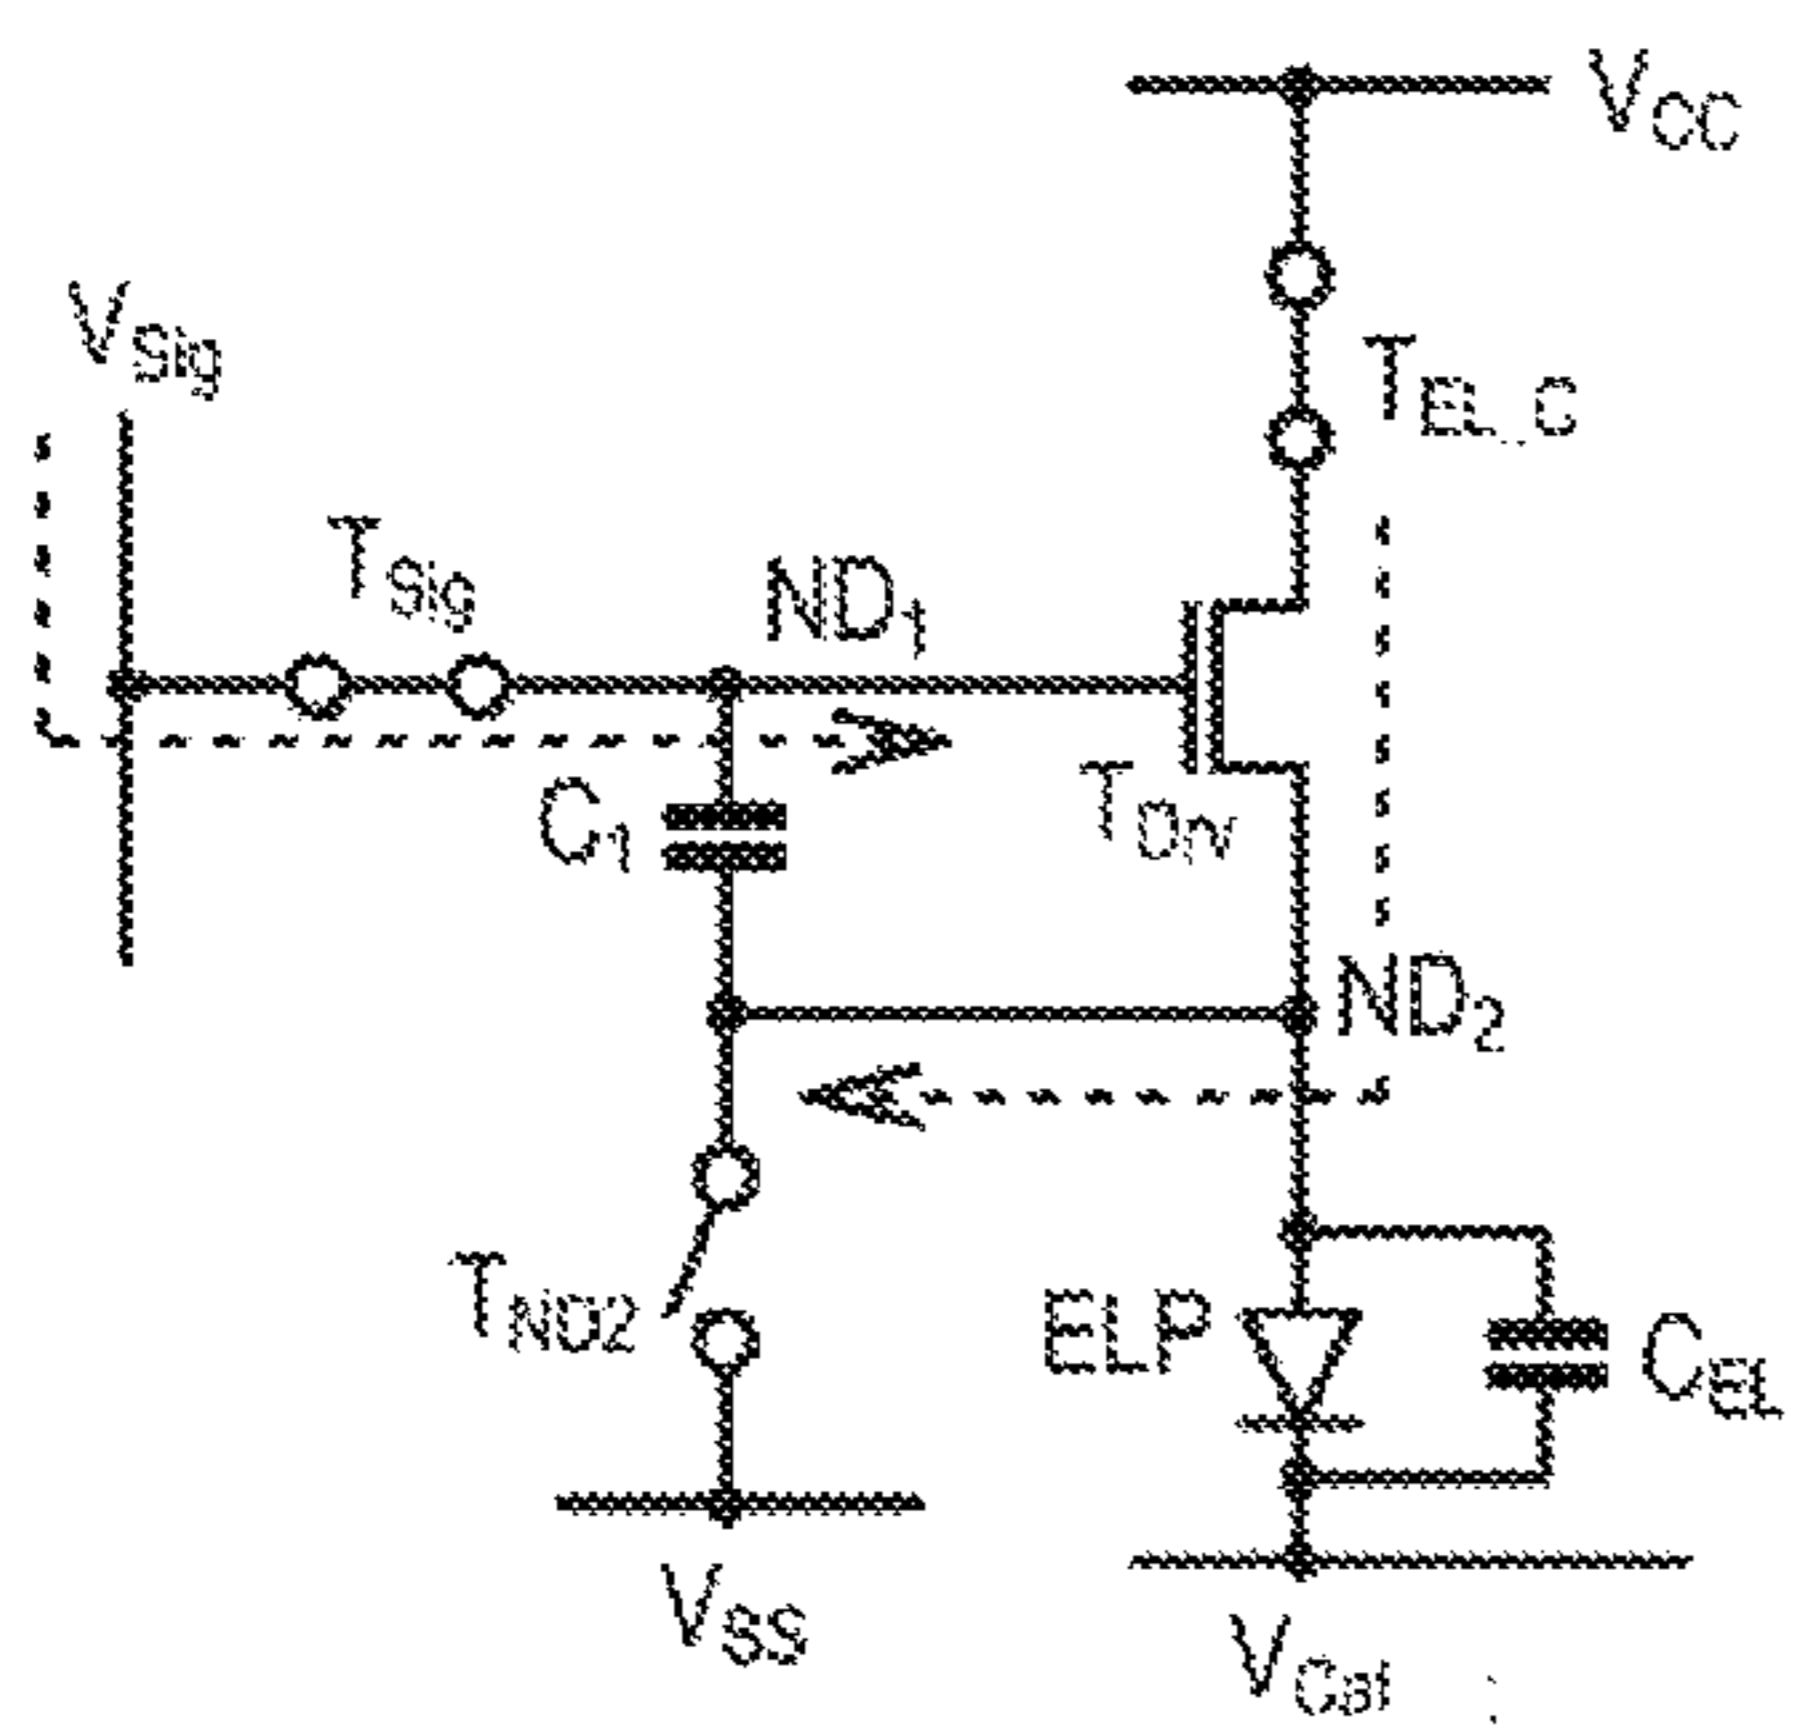 VCC
VSig
TEL_C
TSig
ND1
C1
TDrv
ND2
TND2
ELP
CEL
VSS
VCat